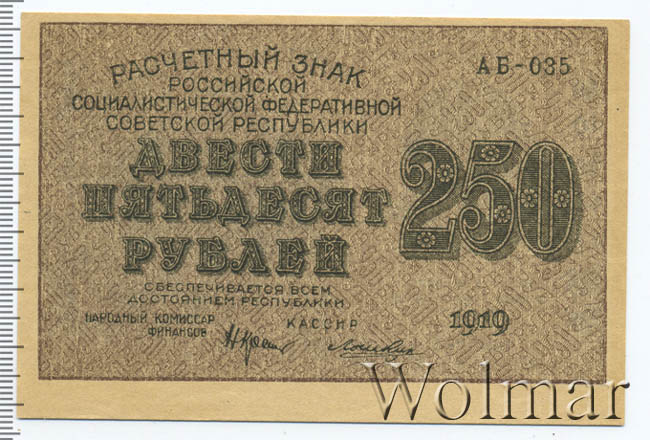 РАСЧЕТНЫЙ ЗНАК
АБ-035
РОССИЙСКОЙ
СОЦИАЛИСТИЧЕСКОЙ ФЕДЕРАТИВНОЙ
СОВЕТСКОЙ РЕСПУБЛИКИ
ДВЕСТИ
ПЯТЬДЕСЯТ
РУБЛЕЙ
250
ОБЕСПЕЧИВАЕТСЯ ВСЕМ
ДОСТОЯНИЕМ РЕСПУБЛИКИ
НАРОДНЫЙ КОМИССАР
ФИНАНСОВ
КАССИР
1919
Wolmar